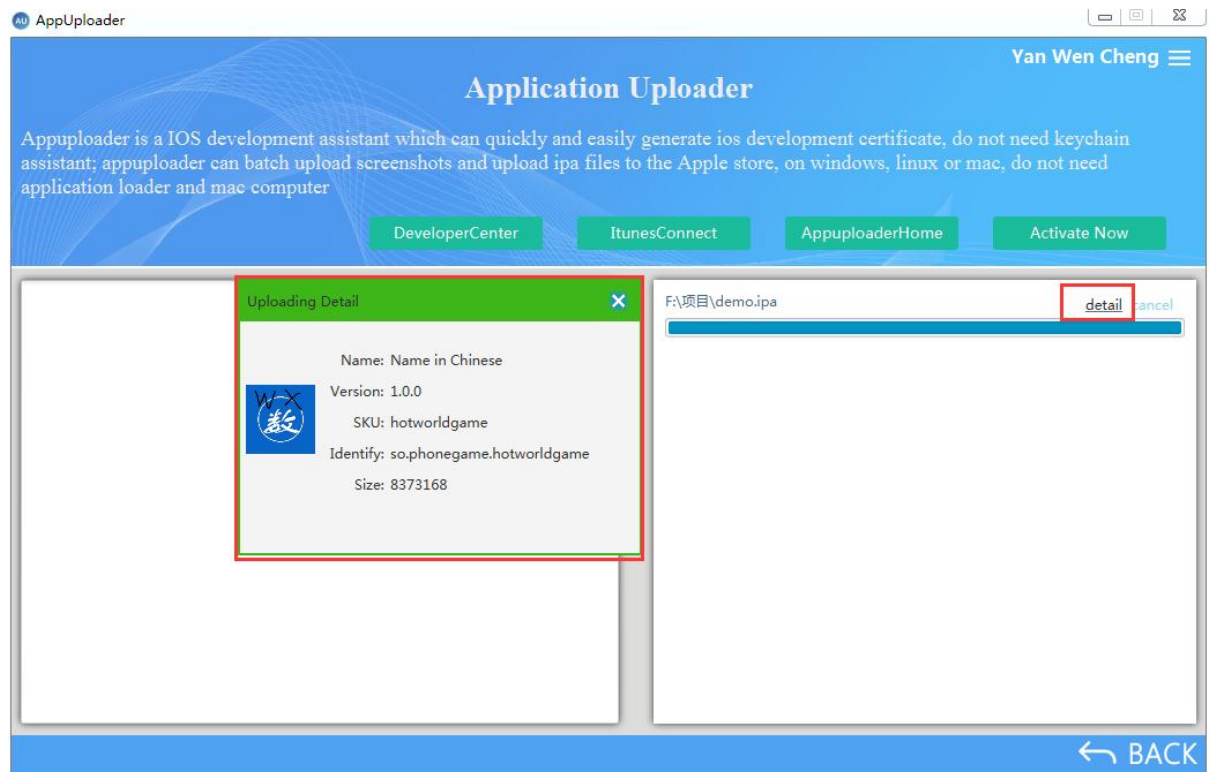 AU AppUploader
Yan Wen Cheng
Application Uploader
Appuploader is a IOS development assistant which can quickly and easily generate ios development certificate, do not need keychain
assistant; appuploader can batch upload screenshots and upload ipa files to the Apple store, on windows, linux or mac, do not need
application loader and mac computer
DeveloperCenter ItunesConnect AppuploaderHome Activate Now
Uploading Detail
Name: Name in Chinese
Version: 1.0.0
SKU: hotworldgame
Identify: so.phonegame.hotworldgame
Size: 8373168
WX
数
F:\项目\demo.ipa detail cancel
BACK